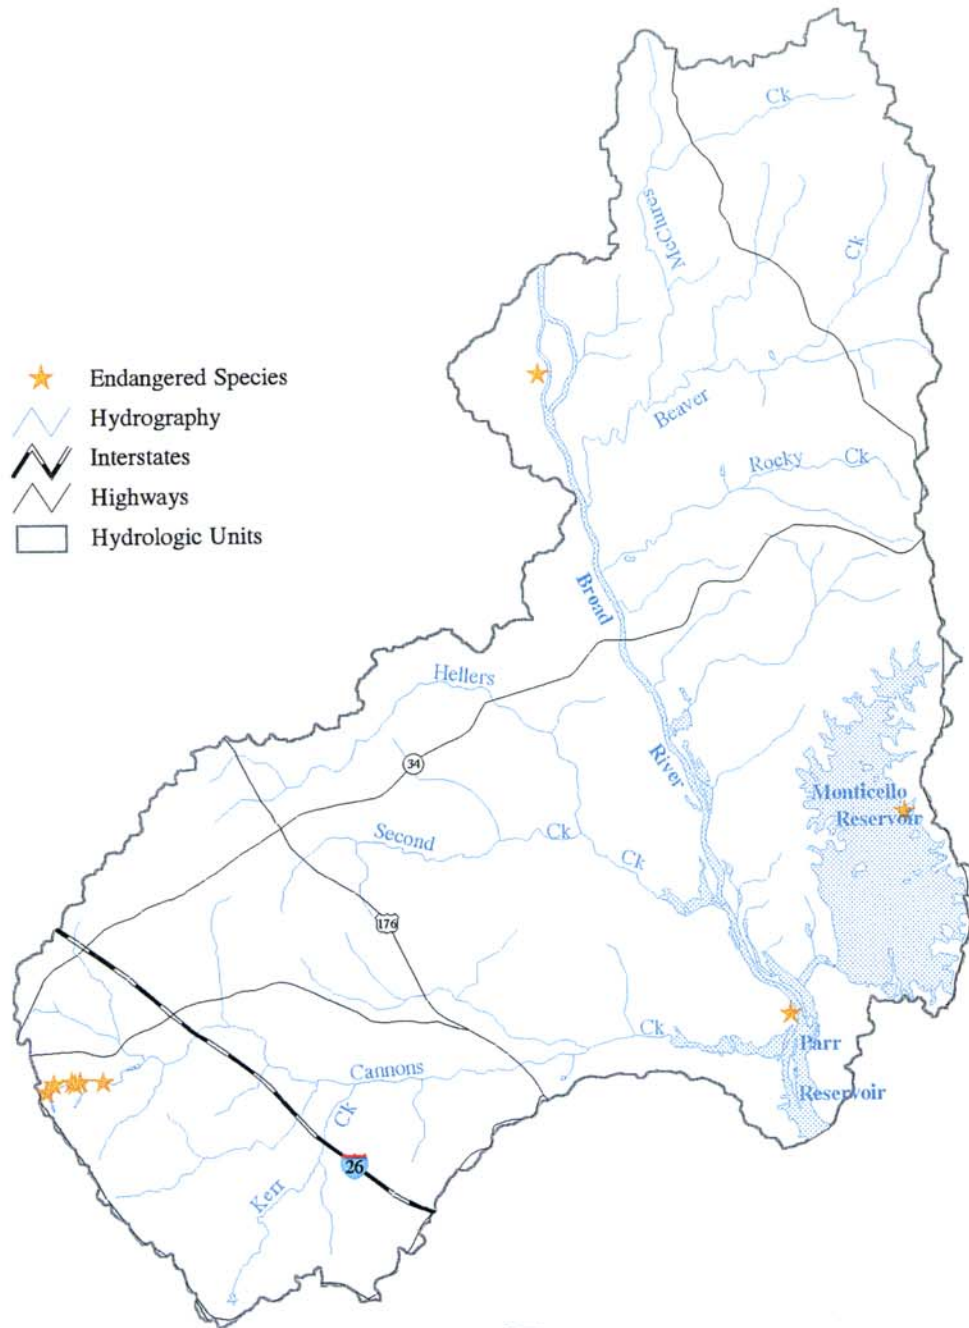 Ck
McClures
Ck
Endangered Species
Hydrography
Interstates
Highways
Hydrologic Units
Beaver
Rocky Ck
Broad
Hellers
River
34
Monticello
Reservoir
Second Ck
Ck
176
Ck
Parr
Cannons
Reservoir
Ck
26
Kerr